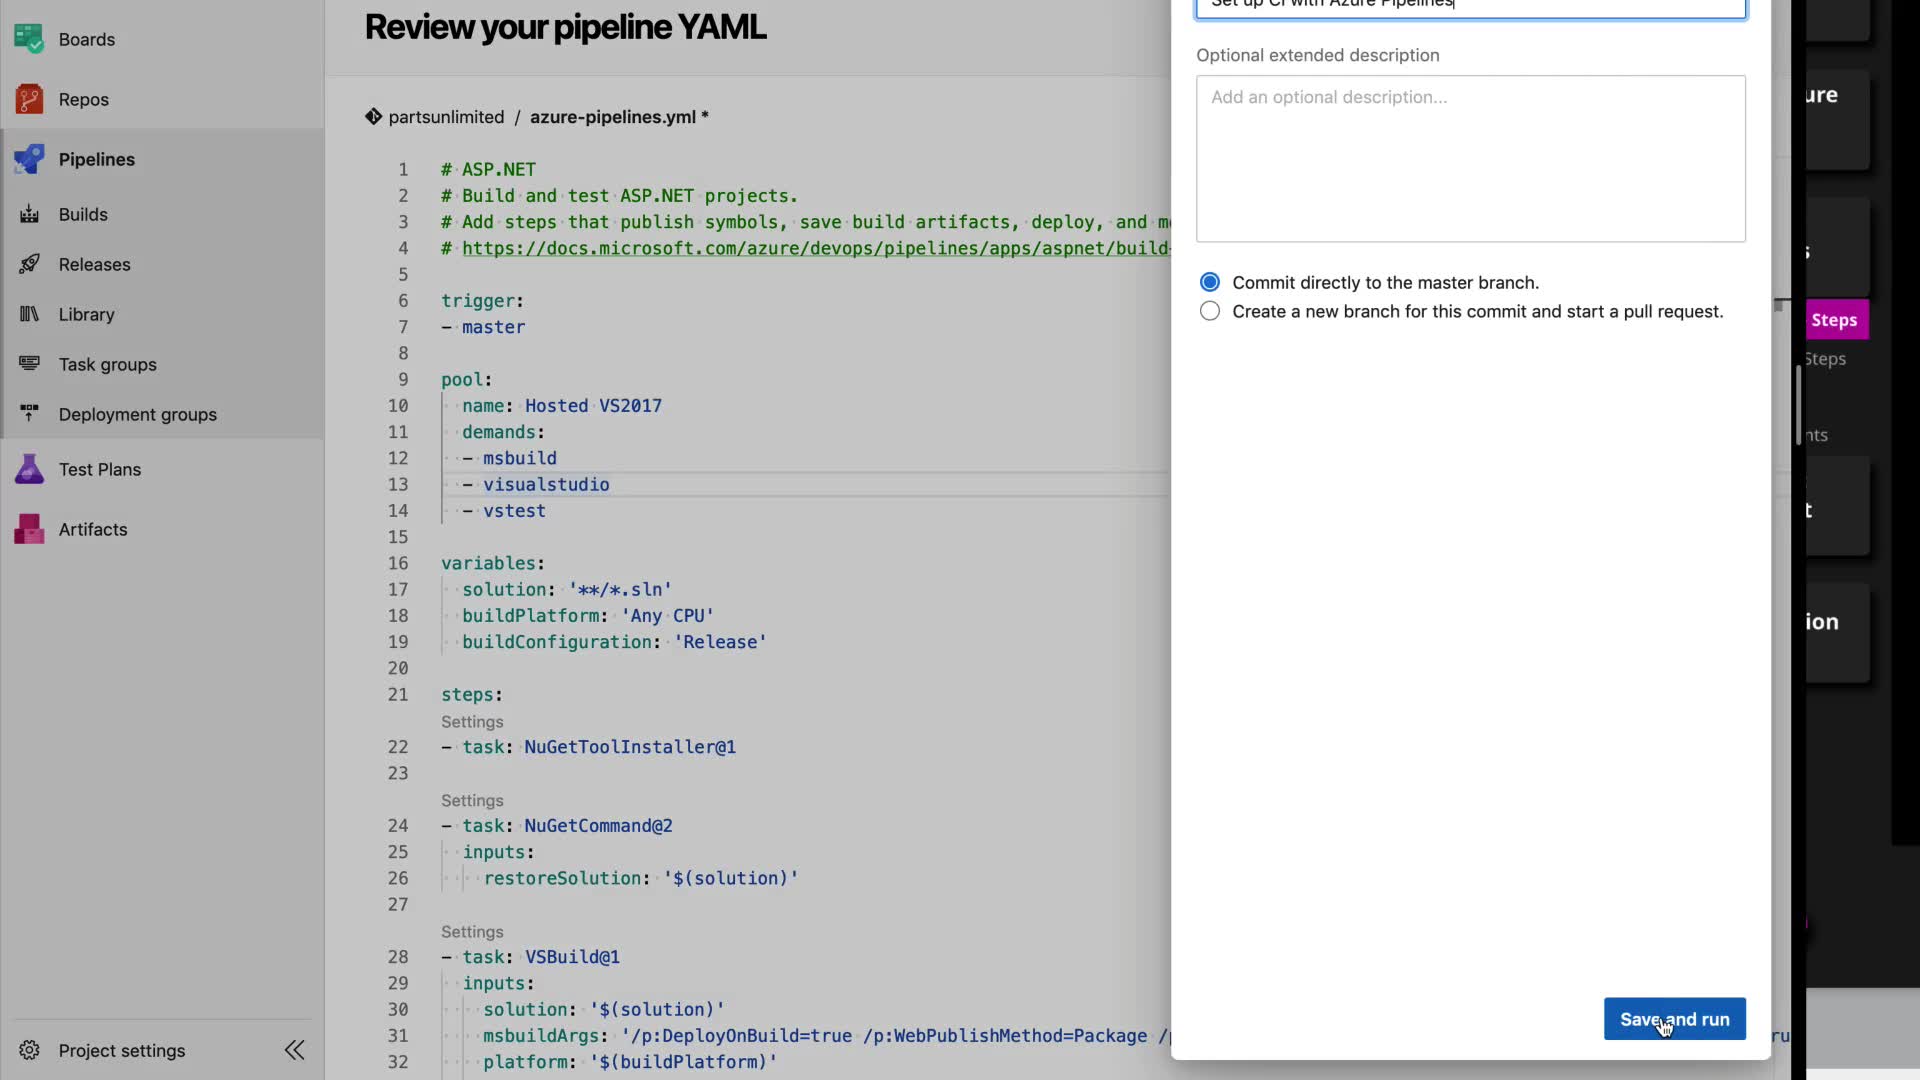 Boards
Repos
Pipelines
Builds
Releases
Library
Task groups
Deployment groups
Test Plans
Artifacts
Project settings
Review your pipeline YAML
partsunlimited / azure-pipelines.yml *
1 # ASP.NET
2 # Build and test ASP.NET projects.
3 # Add steps that publish symbols, save build artifacts, deploy, and
4 # https://docs.microsoft.com/azure/devops/pipelines/apps/aspnet/build-
5
6 trigger:
7 - master
8
9 pool:
10 name: Hosted VS2017
11 demands:
12 - msbuild
13 - visualstudio
14 - vstest
15
16 variables:
17 solution: '**/*.sln'
18 buildPlatform: 'Any CPU'
19 buildConfiguration: 'Release'
20
21 steps:
Settings
22 - task: NuGetToolInstaller@1
23
Settings
24 - task: NuGetCommand@2
25 inputs:
26 restoreSolution: '$(solution)'
27
Settings
28 - task: VSBuild@1
29 inputs:
30 solution: '$(solution)'
31 msbuildArgs: '/p:DeployOnBuild=true /p:WebPublishMethod=Package
32 platform: '$(buildPlatform)'
Set up CI with Azure Pipelines
Optional extended description
Add an optional description...
Commit directly to the master branch.
Create a new branch for this commit and start a pull request.
Save and run
Steps
Steps